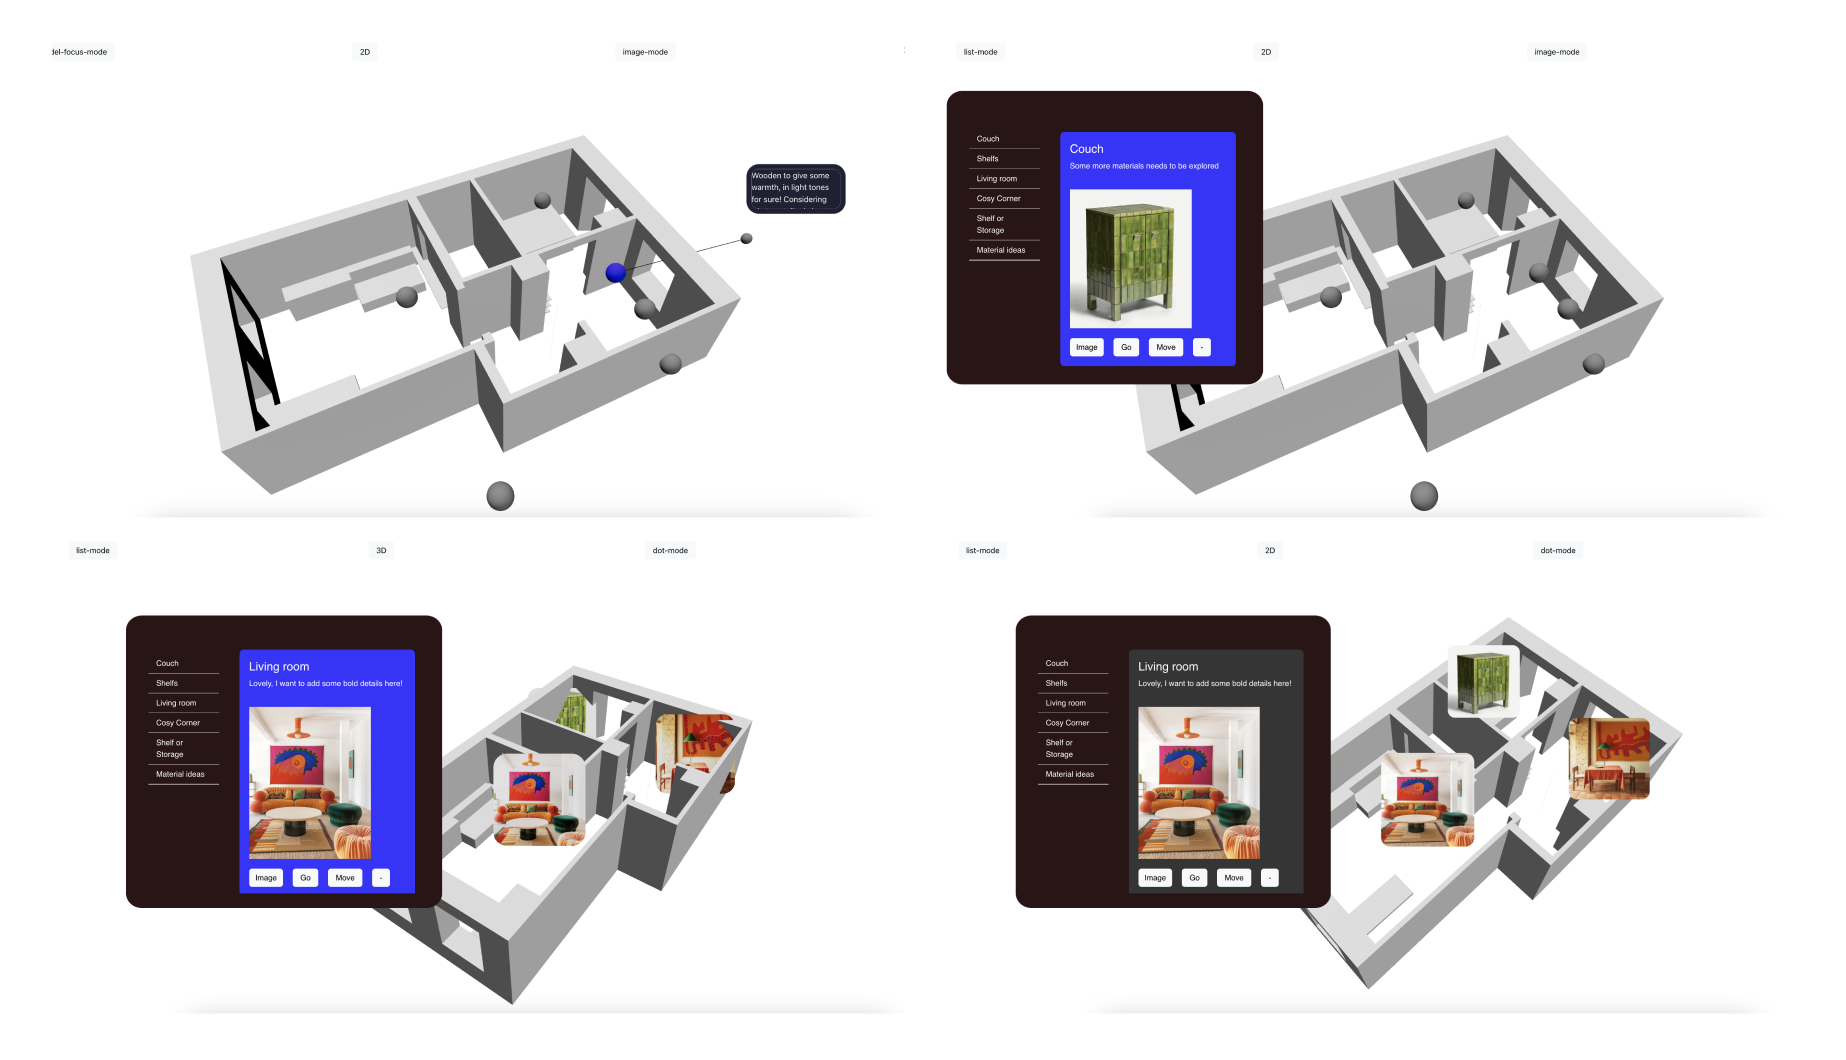 del-focus-mode
2D
image-mode
Wooden to give some
warmth, in light tones
for sure! Considering
list-mode
2D
image-mode
Couch
Shelfs
Living room
Cosy Corner
Shelf or
Storage
Material ideas
Couch
Some more materials needs to be explored
Image
Go
Move
-
list-mode
3D
dot-mode
Couch
Shelfs
Living room
Cosy Corner
Shelf or
Storage
Material ideas
Living room
Lovely, I want to add some bold details here!
Image
Go
Move
-
list-mode
2D
dot-mode
Couch
Shelfs
Living room
Cosy Corner
Shelf or
Storage
Material ideas
Living room
Lovely, I want to add some bold details here!
Image
Go
Move
-